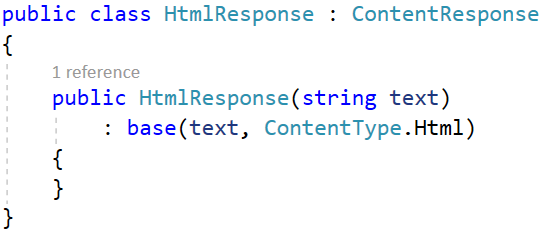 public class HtmlResponse : ContentResponse
{
1 reference
public HtmlResponse(string text)
: base(text, ContentType.Html)
{
}
}